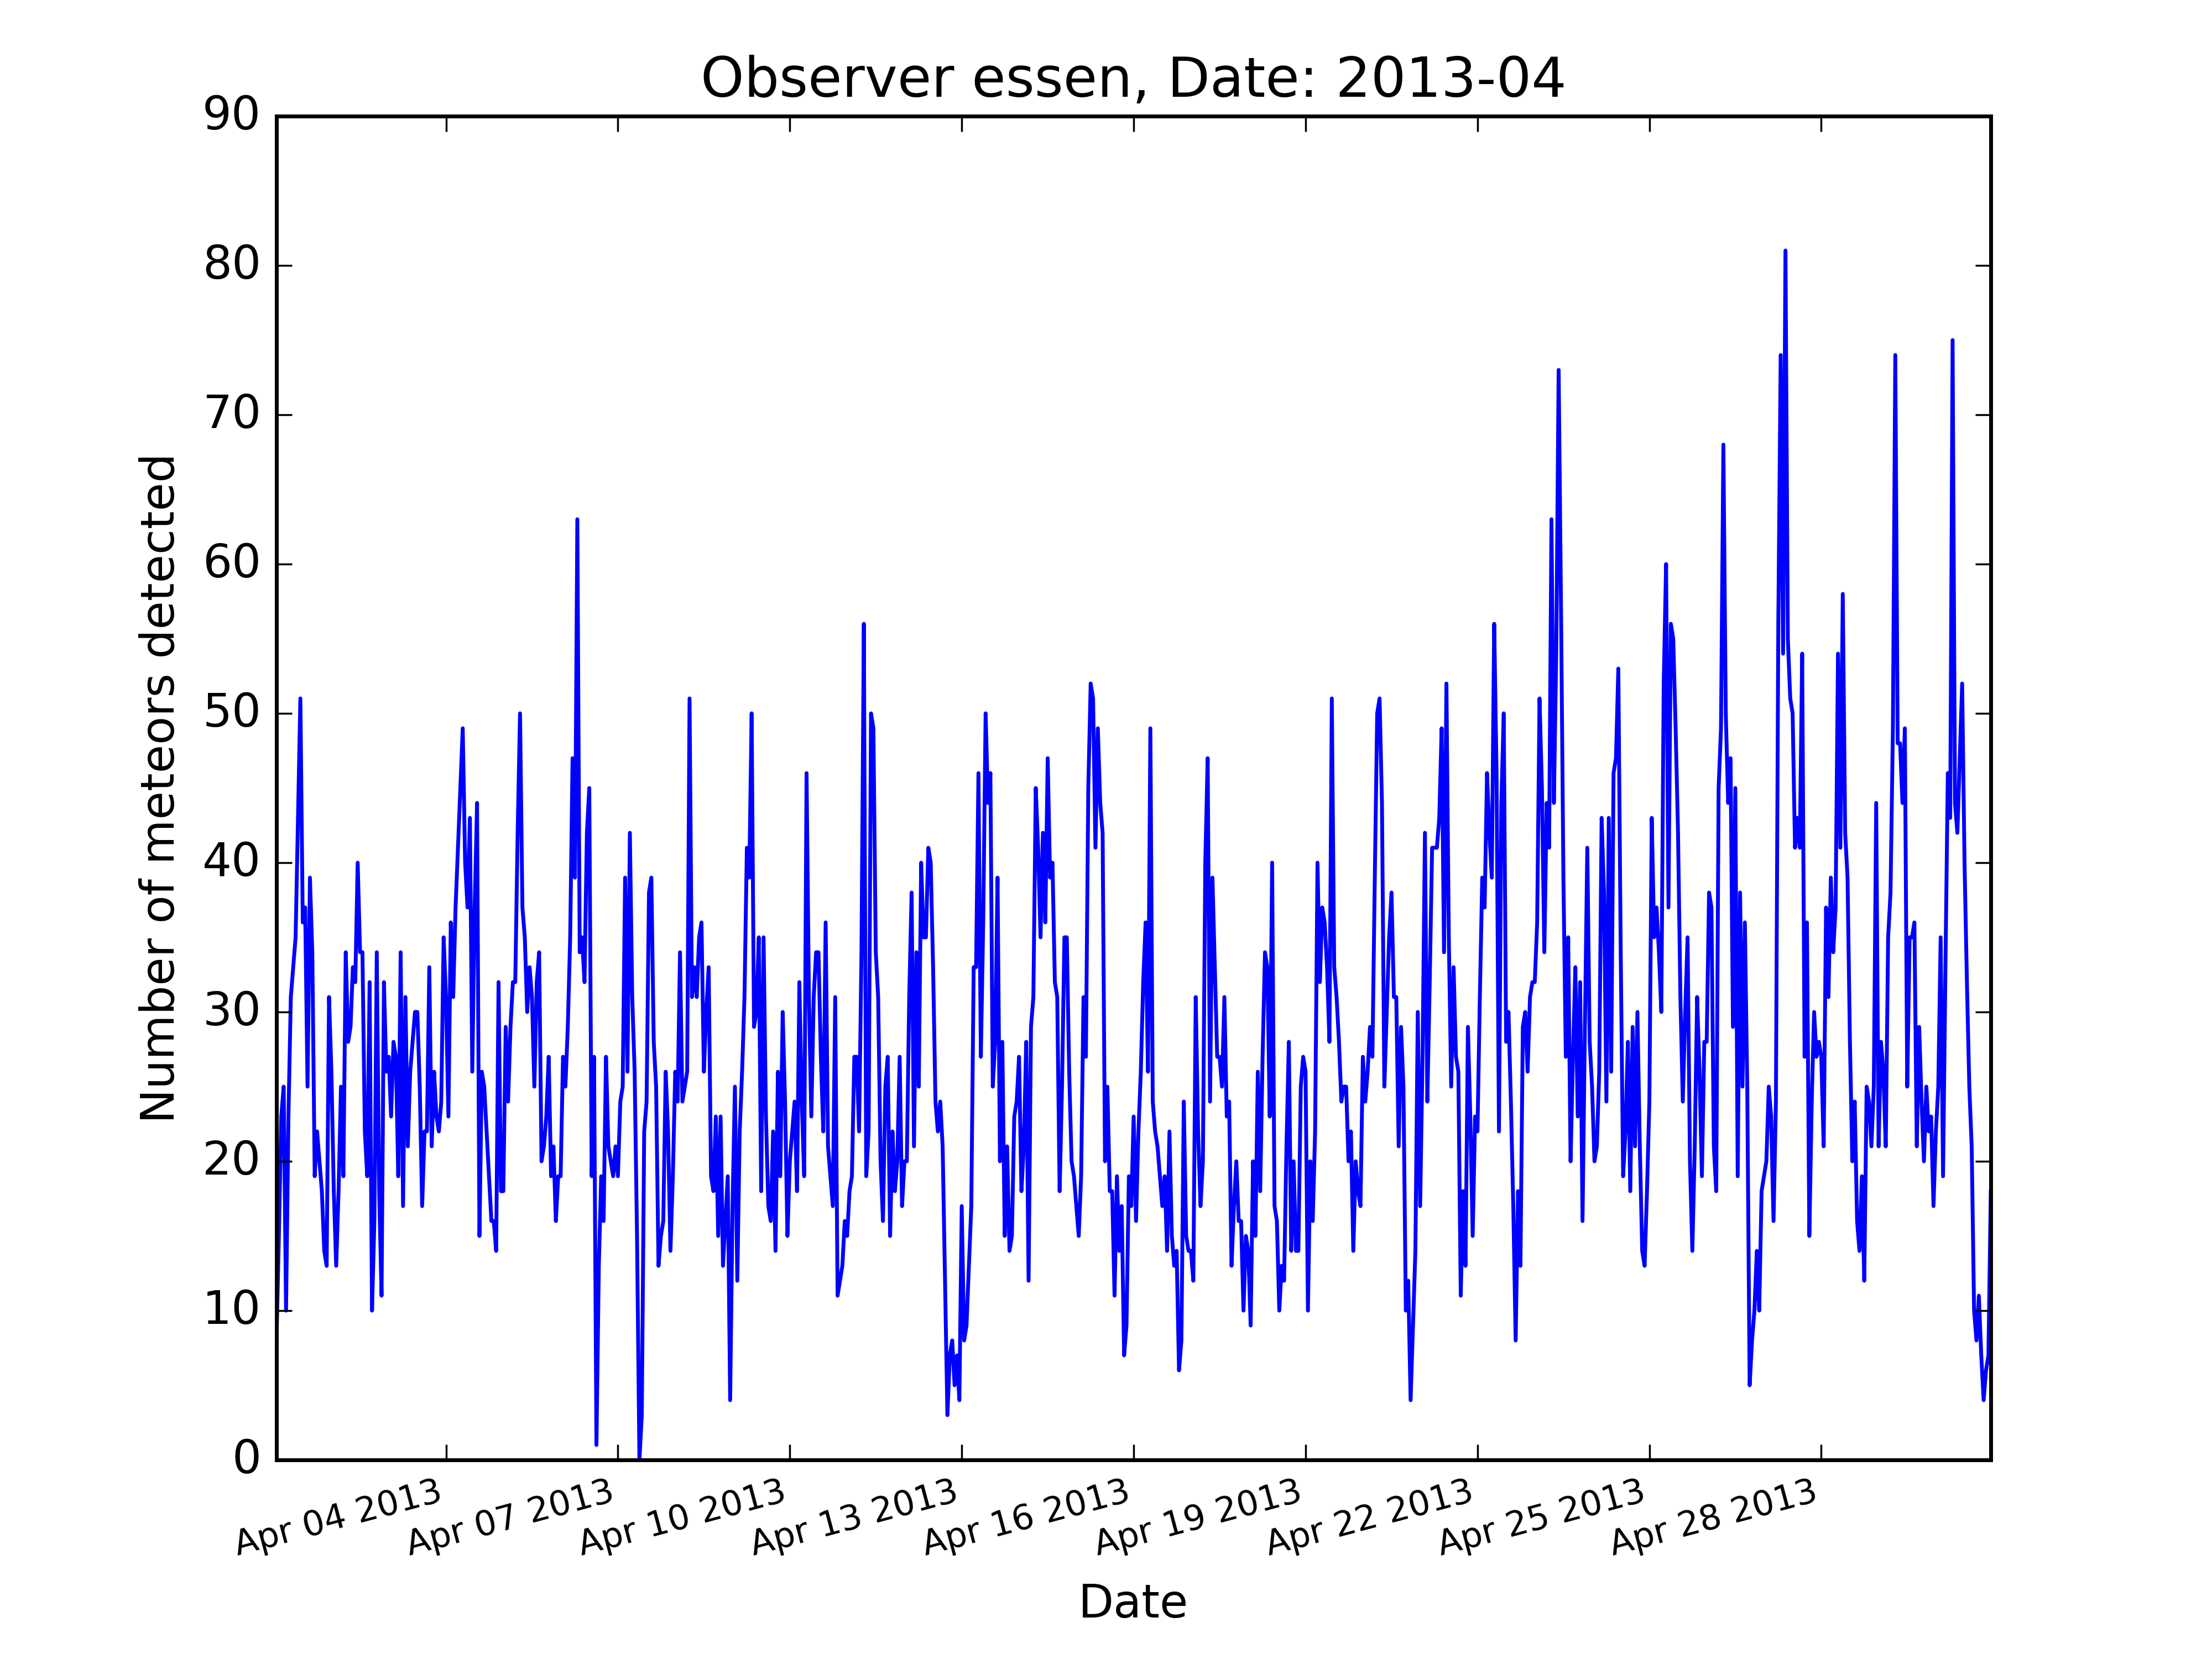 Observer essen, Date: 2013-04
90
80
70
60
50
40
30
20
10
0
Number of meteors detected
Apr 04 2013
Apr 07 2013
Apr 10 2013
Apr 13 2013
Apr 16 2013
Apr 19 2013
Apr 22 2013
Apr 25 2013
Apr 28 2013
Date